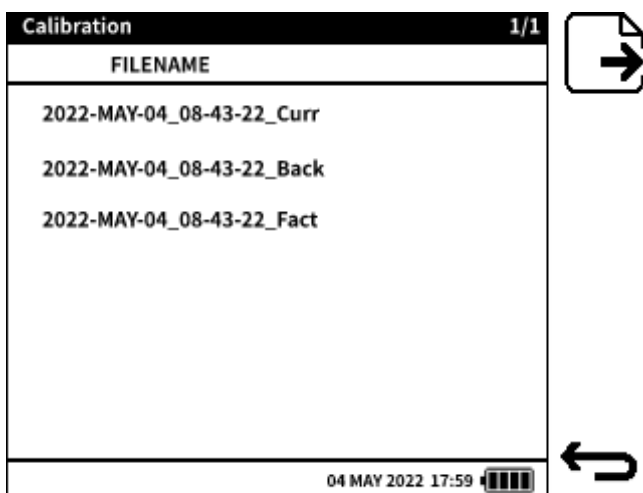 Calibration 1/1
FILENAME
2022-MAY-04_08-43-22_Curr
2022-MAY-04_08-43-22_Back
2022-MAY-04_08-43-22_Fact
04 MAY 2022 17:59